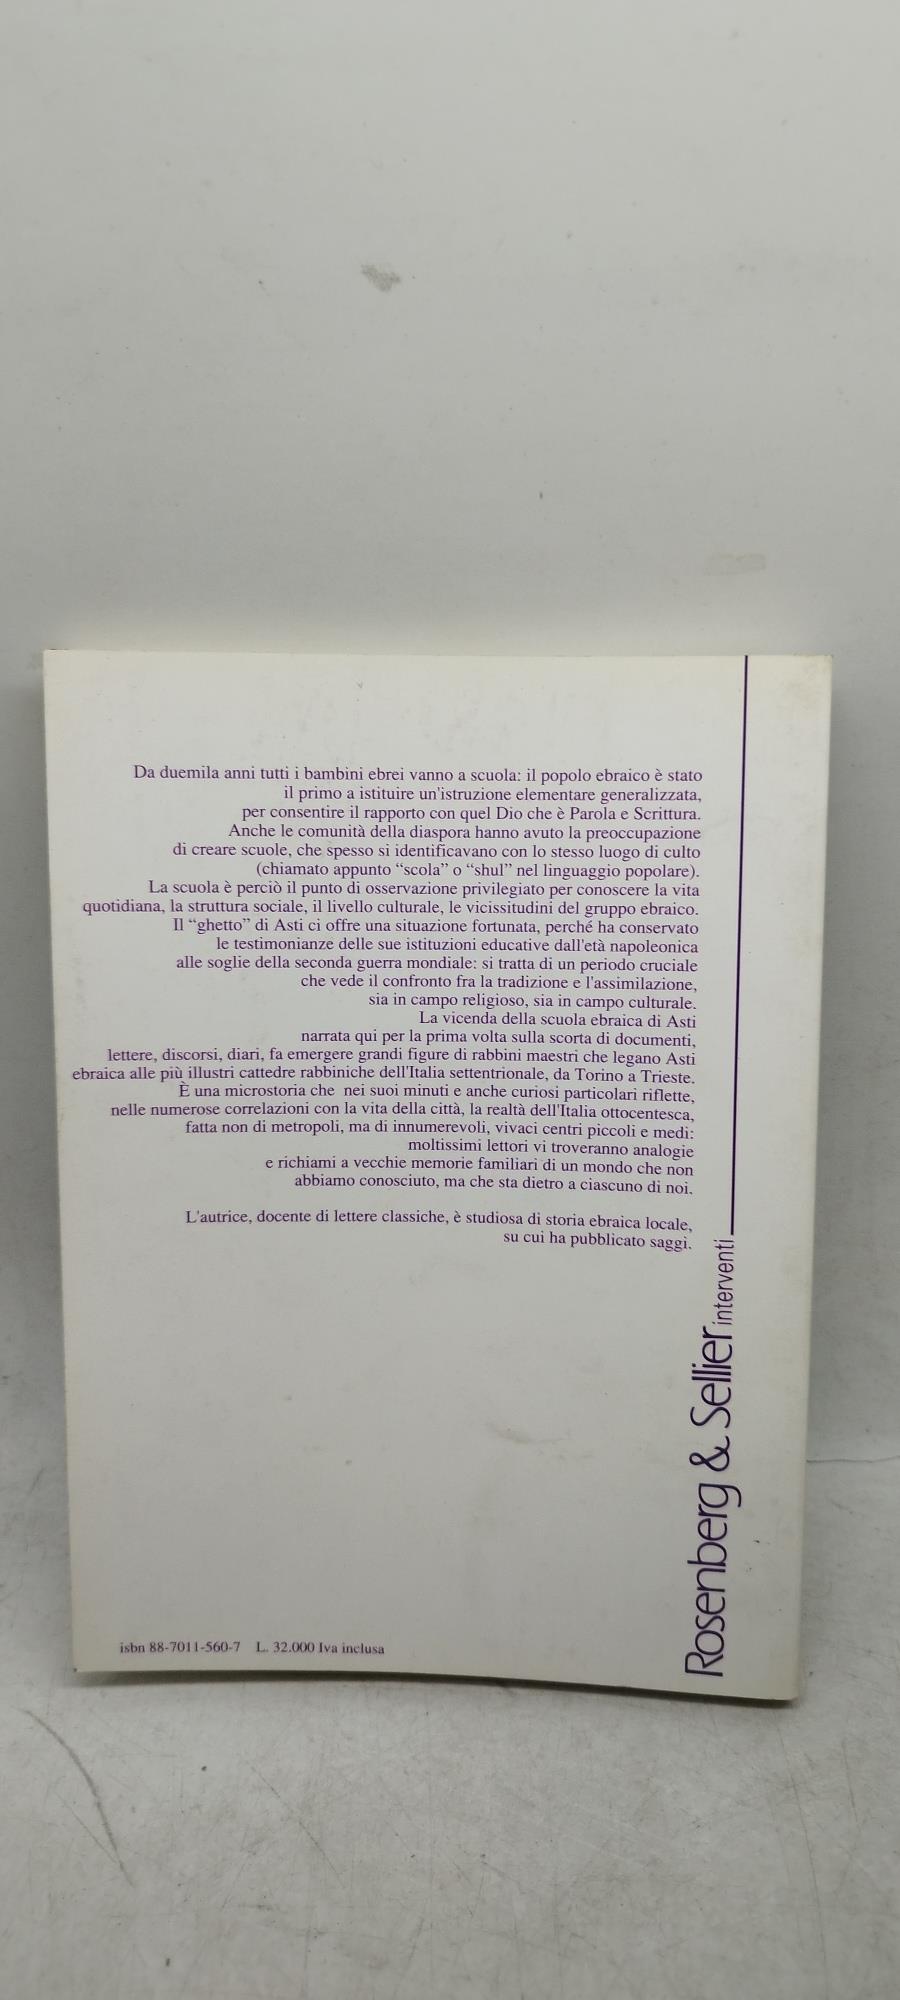 Da duemila anni tutti i bambini ebrei vanno a scuola: il popolo ebraico è stato
il primo a istituire un'istruzione elementare generalizzata,
per consentire il rapporto con quel Dio che è Parola e Scrittura.
Anche le comunità della diaspora hanno avuto la preoccupazione
di creare scuole, che spesso si identificavano con lo stesso luogo di culto
(chiamato appunto “scola” o “shul” nel linguaggio popolare).
La scuola è perciò il punto di osservazione privilegiato per conoscere la vita
quotidiana, la struttura sociale, il livello culturale, le vicissitudini del gruppo ebraico.
Il “ghetto” di Asti ci offre una situazione fortunata, perché ha conservato
le testimonianze delle sue istituzioni educative dall'età napoleonica
alle soglie della seconda guerra mondiale: si tratta di un periodo cruciale
che vede il confronto fra la tradizione e l'assimilazione,
sia in campo religioso, sia in campo culturale.
La vicenda della scuola ebraica di Asti
narrata qui per la prima volta sulla scorta di documenti,
lettere, discorsi, diari, fa emergere grandi figure di rabbini maestri che legano Asti
ebraica alle più illustri cattedre rabbiniche dell'Italia settentrionale, da Torino a Trieste.
È una microstoria che nei suoi minuti e anche curiosi particolari riflette,
nelle numerose correlazioni con la vita della città, la realtà dell'Italia ottocentesca,
fatta non di metropoli, ma di innumerevoli, vivaci centri piccoli e medi:
moltissimi lettori vi troveranno analogie
e richiami a vecchie memorie familiari di un mondo che non
abbiamo conosciuto, ma che sta dietro a ciascuno di noi.
L'autrice, docente di lettere classiche, è studiosa di storia ebraica locale,
su cui ha pubblicato saggi.
Rosenberg & Sellier interventi
isbn 88-7011-560-7 L. 32.000 Iva inclusa